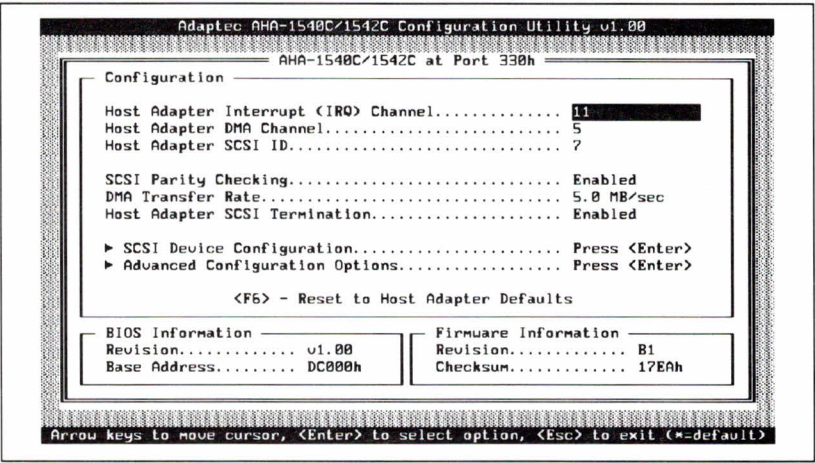 Adaptec AHA-1540C/1542C Configuration Utility v1.00
AHA-1540C/1542C at Port 330h
Configuration
Host Adapter Interrupt (IRQ) Channel............... 11
Host Adapter DMA Channel........................... 5
Host Adapter SCSI ID............................... 7
SCSI Parity Checking............................... Enabled
DMA Transfer Rate.................................. 5.0 MB/sec
Host Adapter SCSI Termination...................... Enabled
► SCSI Device Configuration........................ Press <Enter>
► Advanced Configuration Options................... Press <Enter>
<F6> - Reset to Host Adapter Defaults
BIOS Information
Revision............. v1.00
Base Address......... DC000h
Firmware Information
Revision............. B1
Checksum............. 17EAh
Arrow keys to move cursor, <Enter> to select option, <Esc> to exit (*=default)